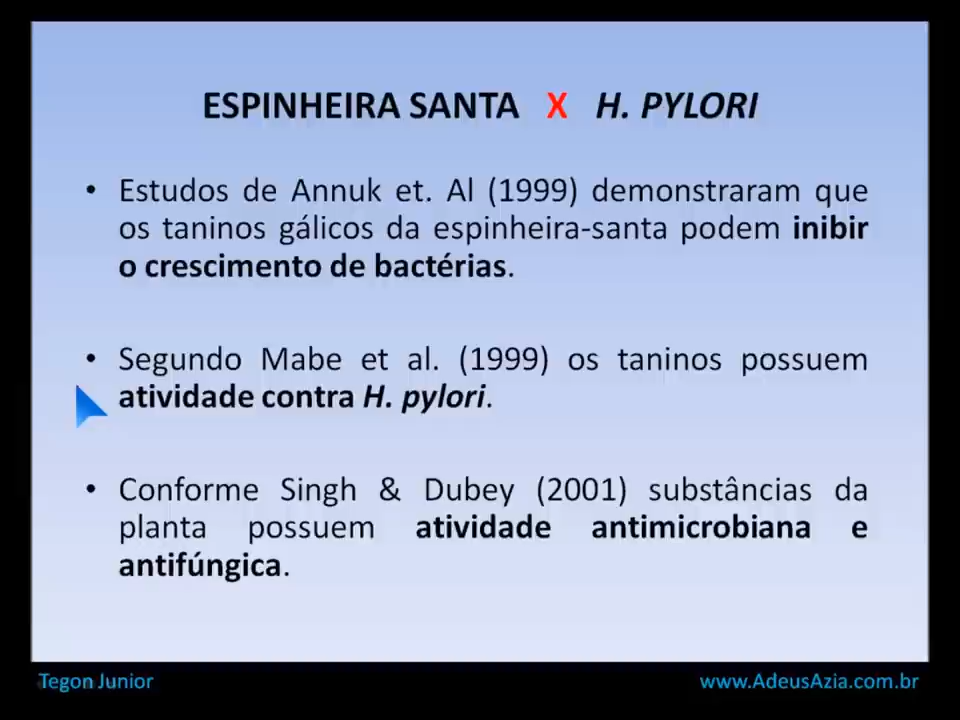 ESPINHEIRA SANTA X H. PYLORI
• Estudos de Annuk et. Al (1999) demonstraram que
os taninos gálicos da espinheira-santa podem inibir
o crescimento de bactérias.
• Segundo Mabe et al. (1999) os taninos possuem
atividade contra H. pylori.
• Conforme Singh & Dubey (2001) substâncias da
planta possuem atividade antimicrobiana e
antifúngica.
Tegon Junior
www.AdeusAzia.com.br